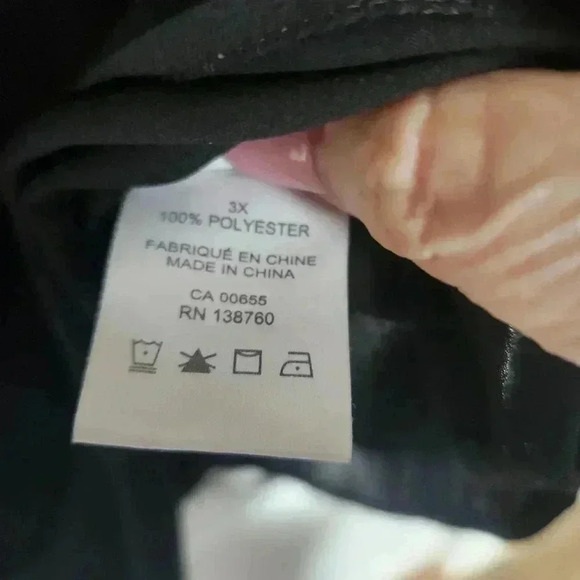 3X
100% POLYESTER
FABRIQUÉ EN CHINE
MADE IN CHINA
CA 00655
RN 138760